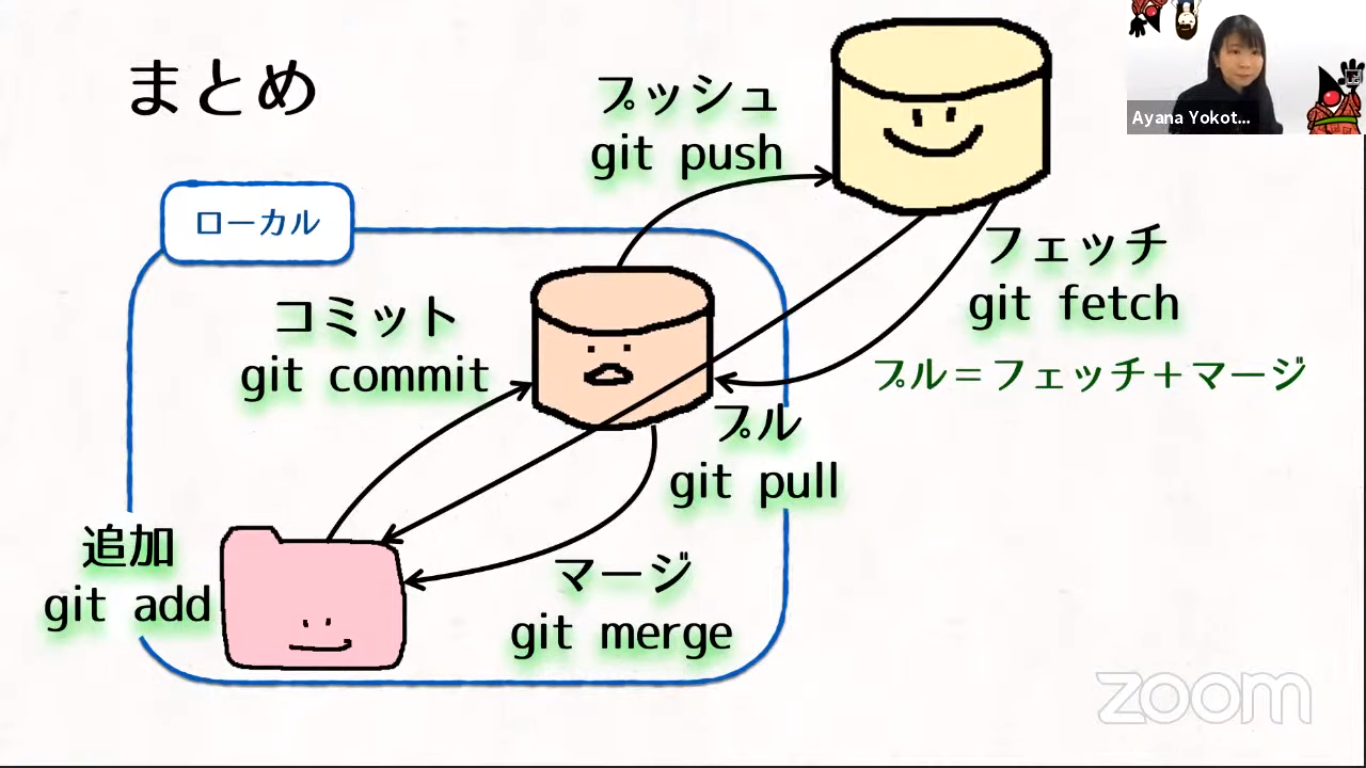 まとめ
プッシュ
git push
Ayana Yokot...
ローカル
フェッチ
git fetch
コミット
git commit
プル＝フェッチ＋マージ
プル
git pull
追加
git add
マージ
git merge
zoom